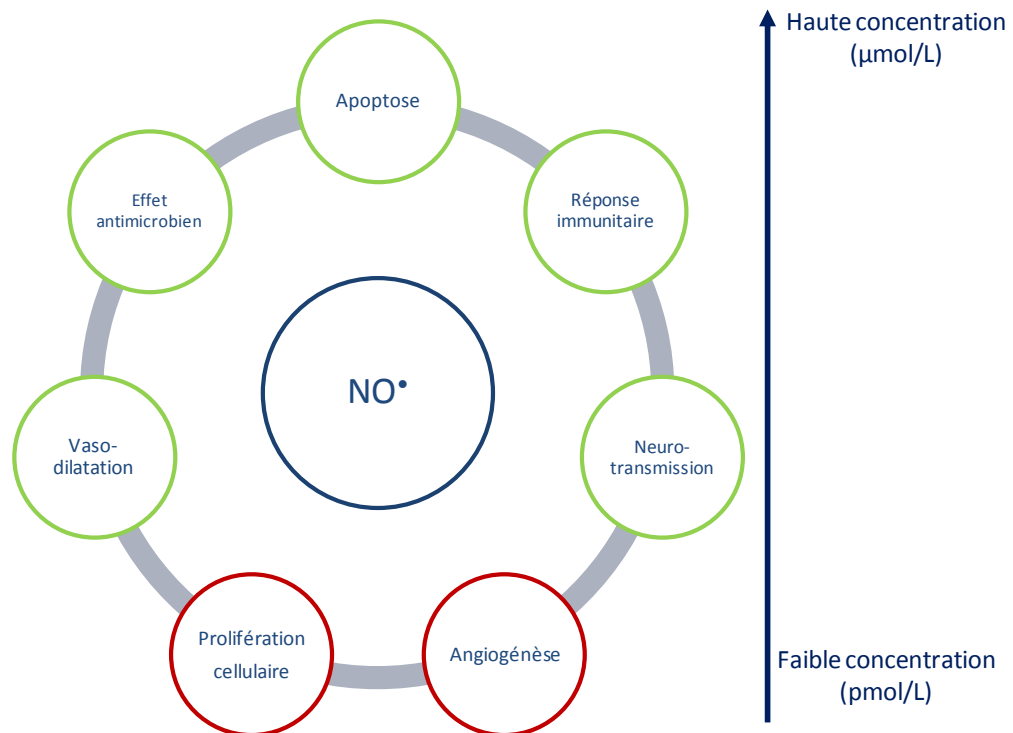 Haute concentration
(µmol/L)
Apoptose
Effet
antimicrobien
Réponse
immunitaire
NO•
Vaso-
dilatation
Neuro-
transmission
Prolifération
cellulaire
Angiogénèse
Faible concentration
(pmol/L)